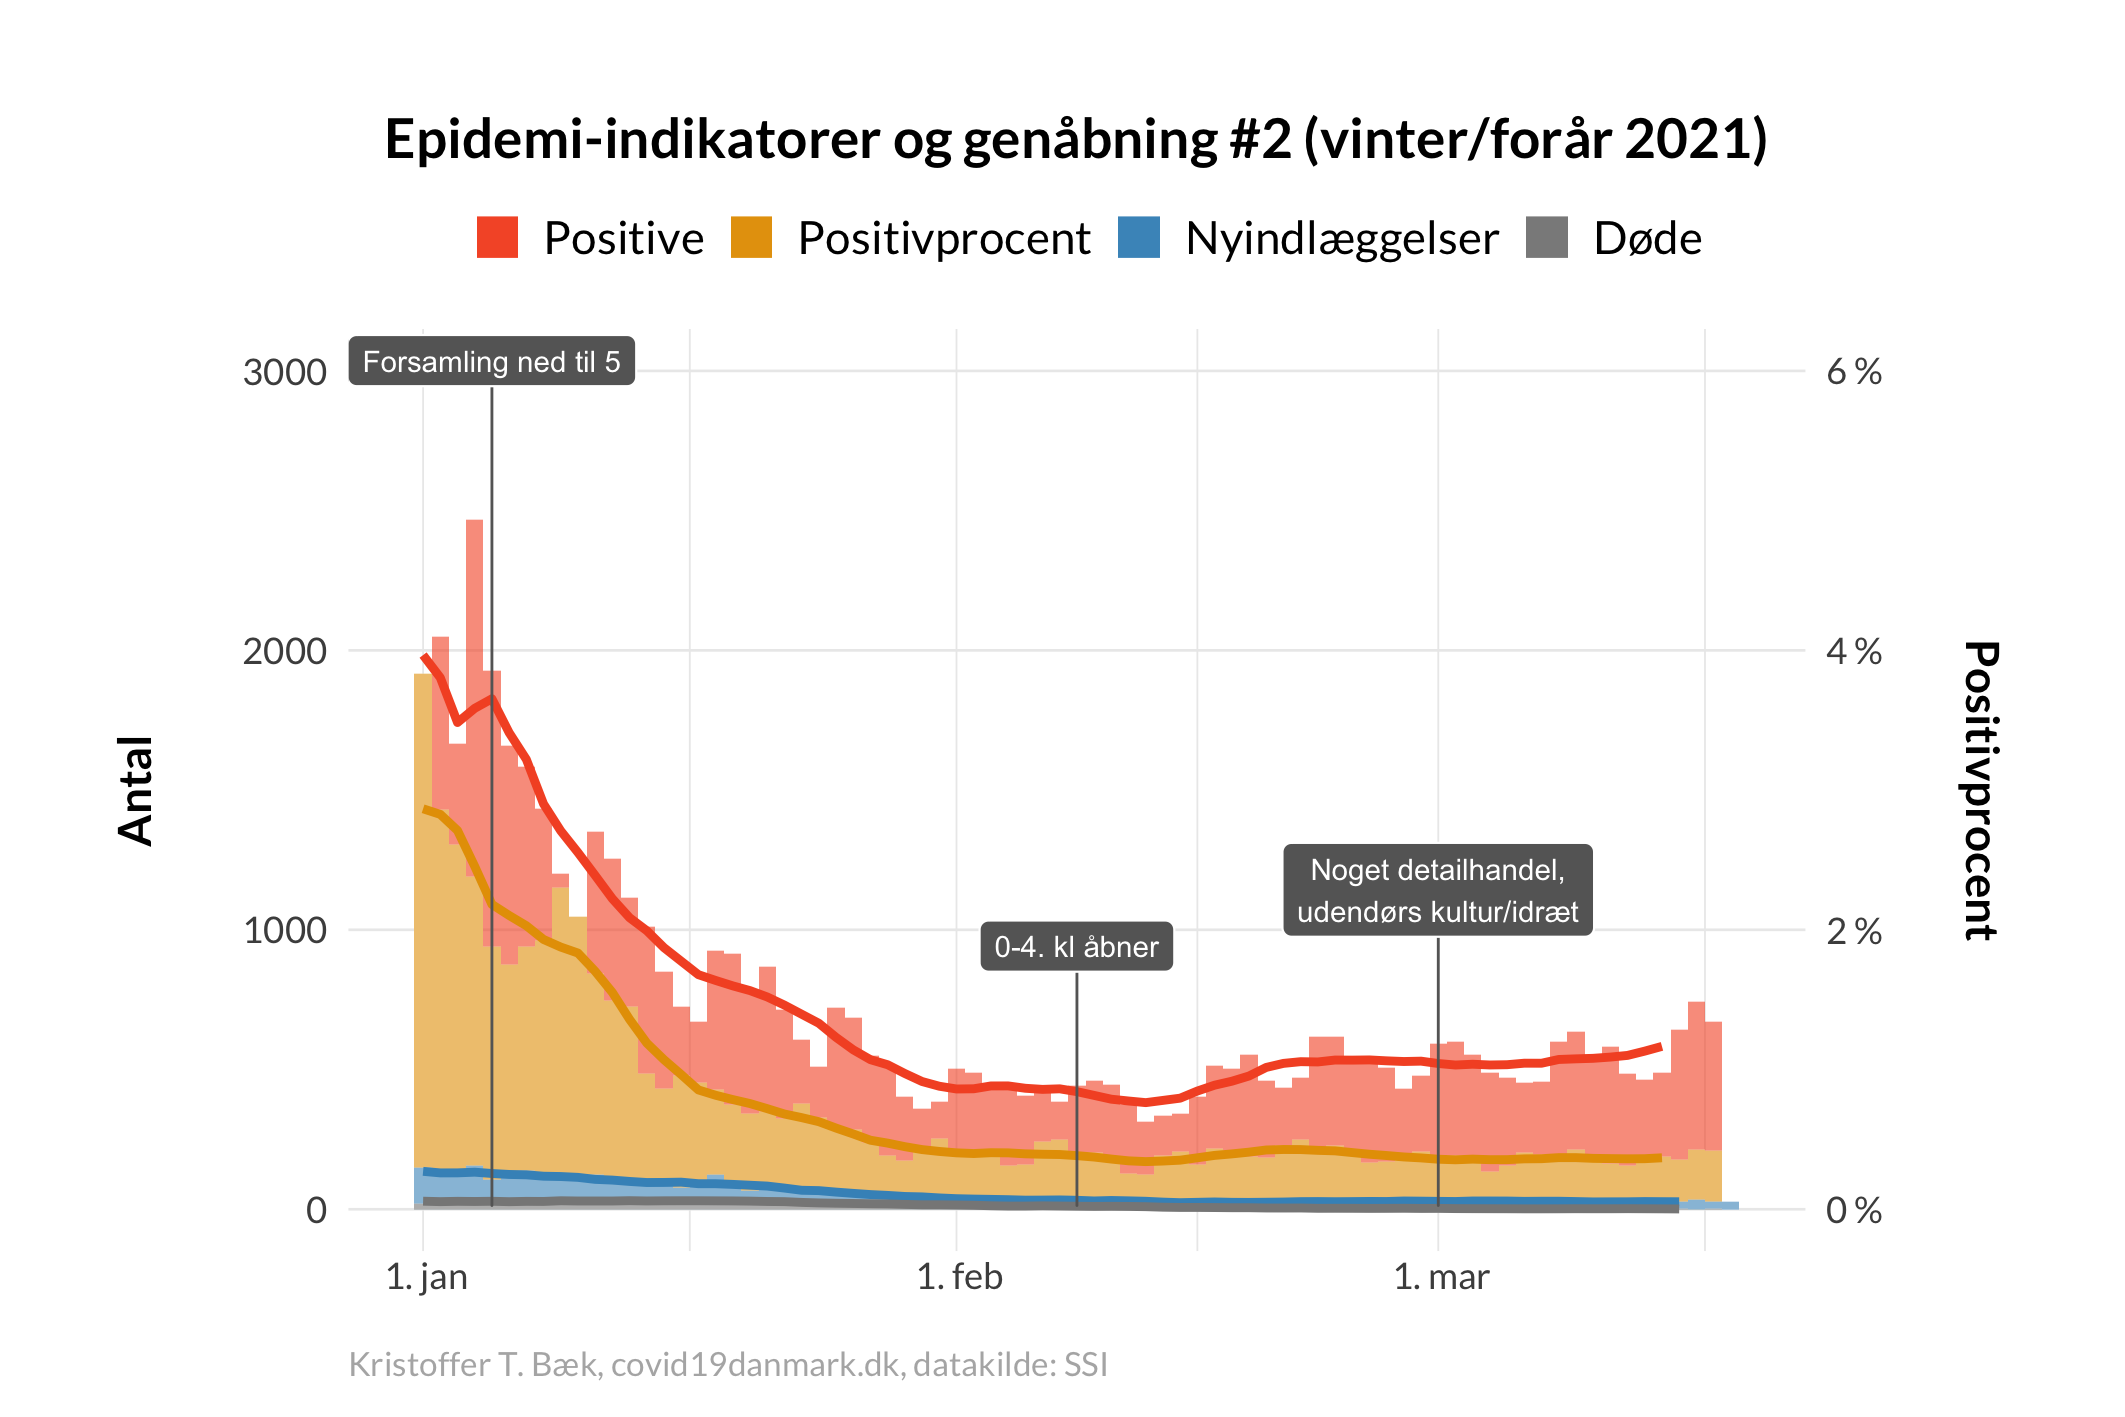 Epidemi-indikatorer og genåbning #2 (vinter/forår 2021)
Positive
Positivprocent
Nyindlæggelser
Døde
Forsamling ned til 5
0-4. kl åbner
Noget detailhandel,
udendørs kultur/idræt
3000
2000
1000
0
Antal
6 %
4 %
2 %
0 %
Positivprocent
1. jan
1. feb
1. mar
Kristoffer T. Bæk, covid19danmark.dk, datakilde: SSI